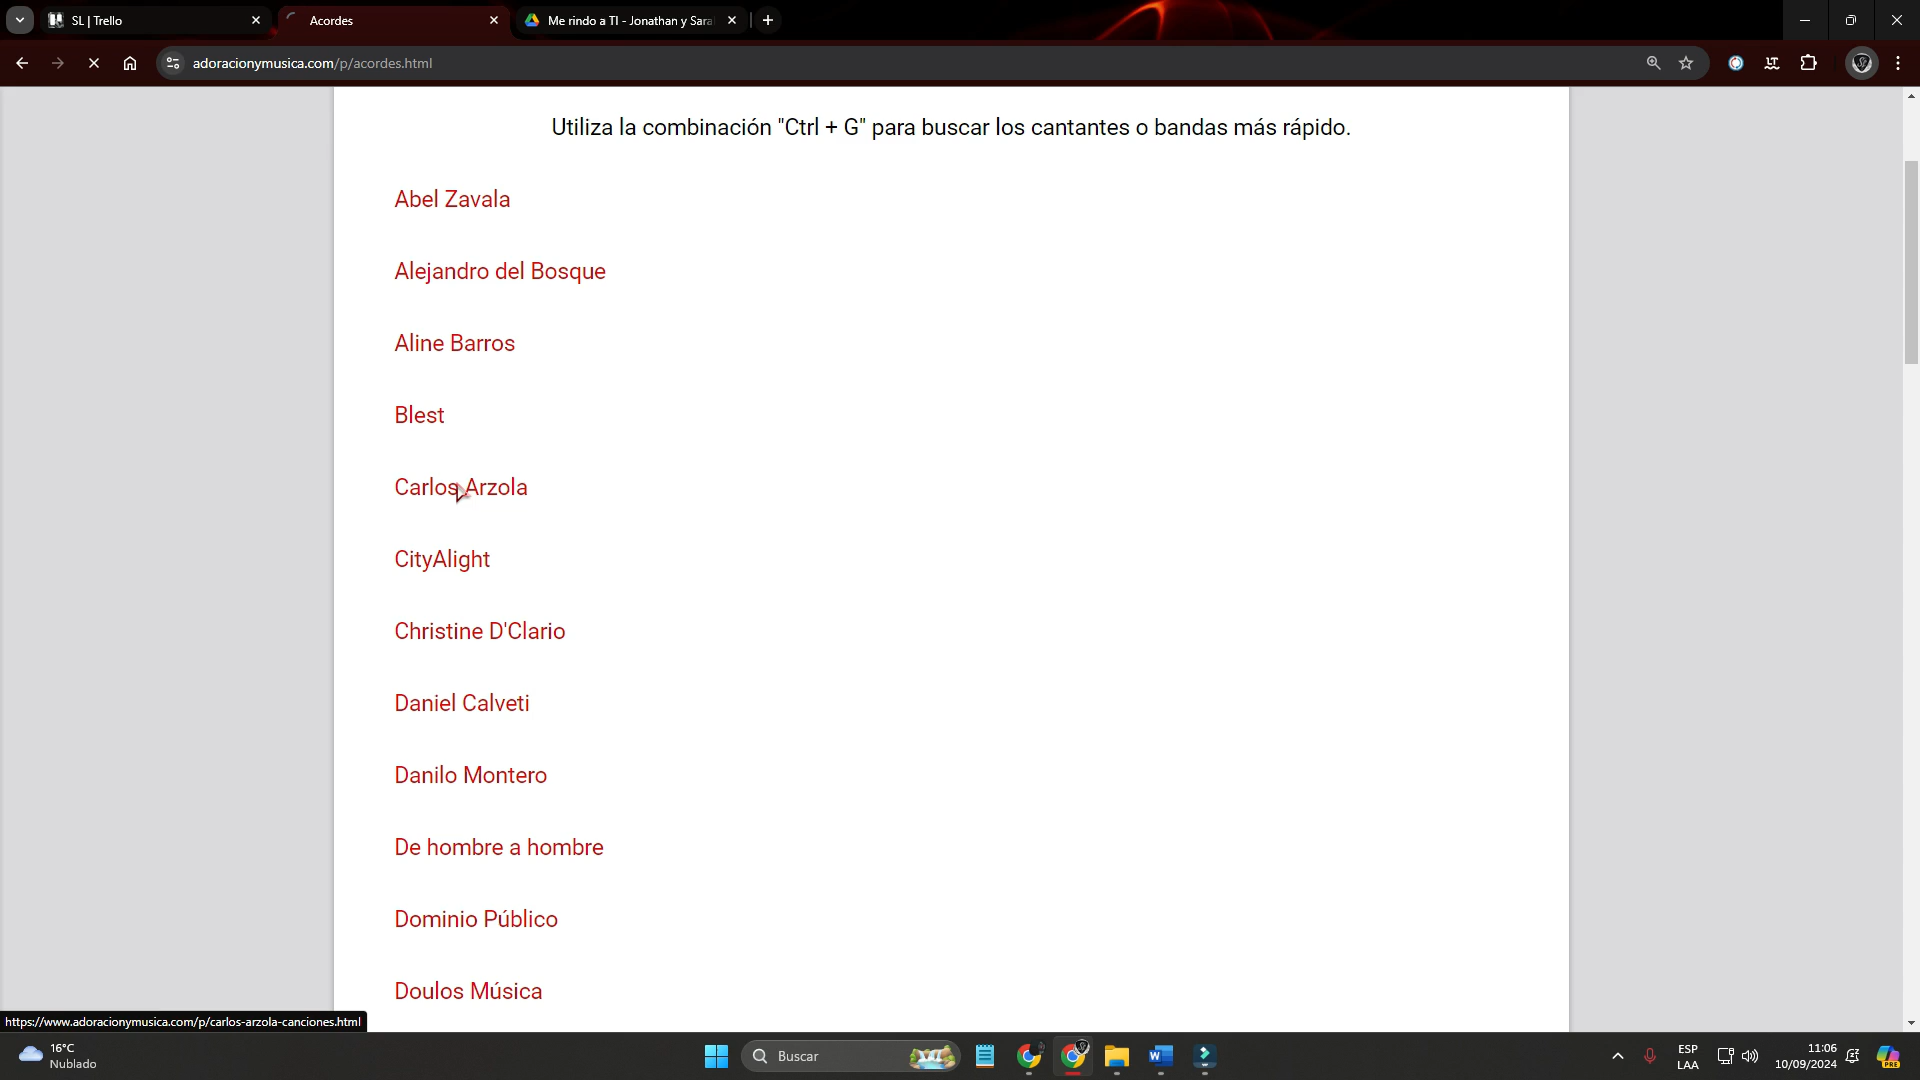 SL | Trello
Acordes
Me rindo a TI - Jonathan y Sara
adoracionymusica.com/p/acordes.html
Utiliza la combinación "Ctrl + G" para buscar los cantantes o bandas más rápido.
Abel Zavala
Alejandro del Bosque
Aline Barros
Blest
Carlos Arzola
CityAlight
Christine D'Clario
Daniel Calveti
Danilo Montero
De hombre a hombre
Dominio Público
Doulos Música
https://www.adoracionymusica.com/p/carlos-arzola-canciones.html
16°C
Nublado
Buscar
ESP
LAA
11:06
10/09/2024
PRE